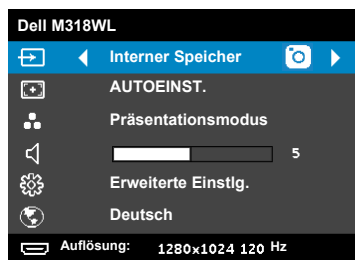 Dell M318WL
Interner Speicher
AUTOEINST.
Präsentationsmodus
5
Erweiterte Einstlg.
Deutsch
Auflösung: 1280x1024 120 Hz